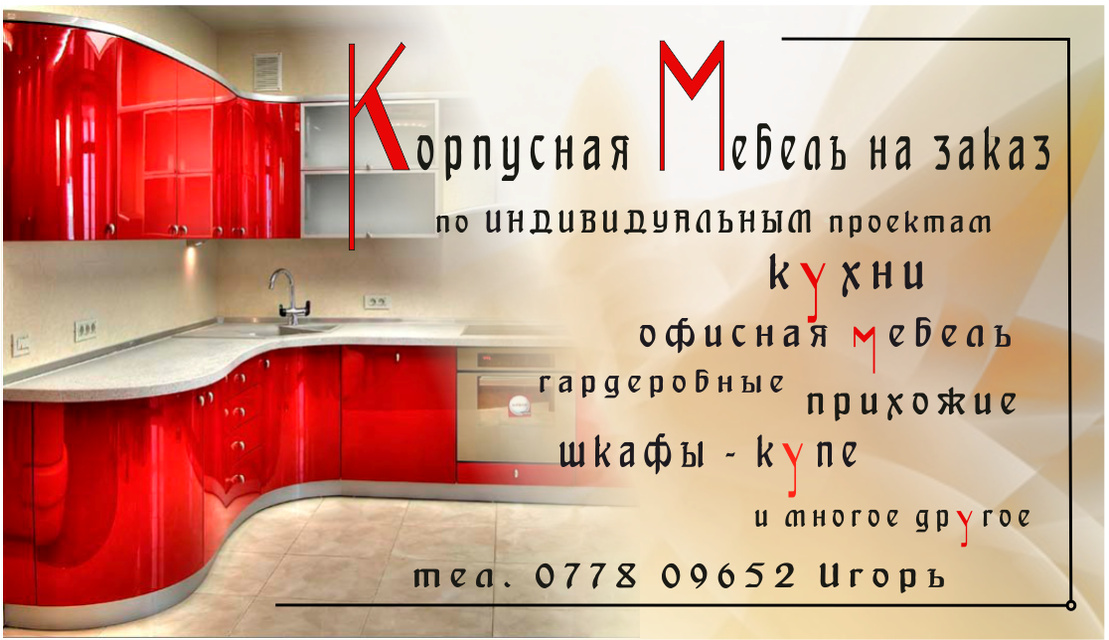 Корпусная Мебель на заказ
по индивидуальным проектам
кухни
офисная мебель
гардеробные
прихожие
шкафы - купе
и многое другое
тел. 0778 09652 Игорь